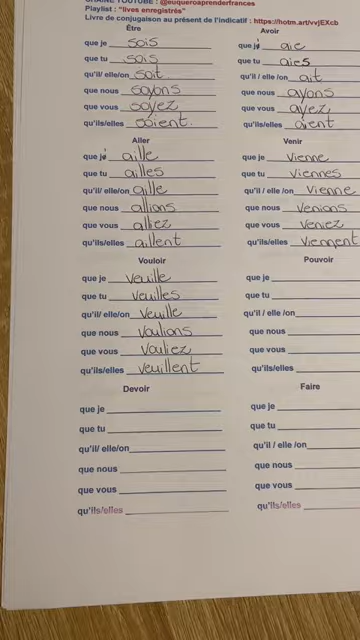 CHAÎNE YOUTUBE : @euqueroaprenderfrances
Playlist : "lives enregistrés"
Livre de conjugaison au présent de l'indicatif : https://hotm.art/vvjEXcb
Être
que je sois
que tu sois
qu'il/ elle/on soit
que nous soyons
que vous soyez
qu'ils/elles soient.
Avoir
que j' aie
que tu aies
qu'il / elle /on ait
que nous ayons
que vous ayez
qu'ils/elles aient
Aller
que j' aille
que tu ailles
qu'il/ elle/on aille
que nous allions
que vous alliez
qu'ils/elles aillent
Venir
que je Vienne
que tu Viennes
qu'il / elle /on Vienne
que nous Venions
que vous Veniez
qu'ils/elles Viennent
Vouloir
que je Veuille
que tu Veuilles
qu'il/ elle/on Veuille
que nous Voulions
que vous Vouliez
qu'ils/elles Veuillent
Pouvoir
que je
que tu
qu'il / elle /on
que nous
que vous
qu'ils/elles
Devoir
que je
que tu
qu'il/ elle/on
que nous
que vous
qu'ils/elles
Faire
que je
que tu
qu'il / elle /on
que nous
que vous
qu'ils/elles